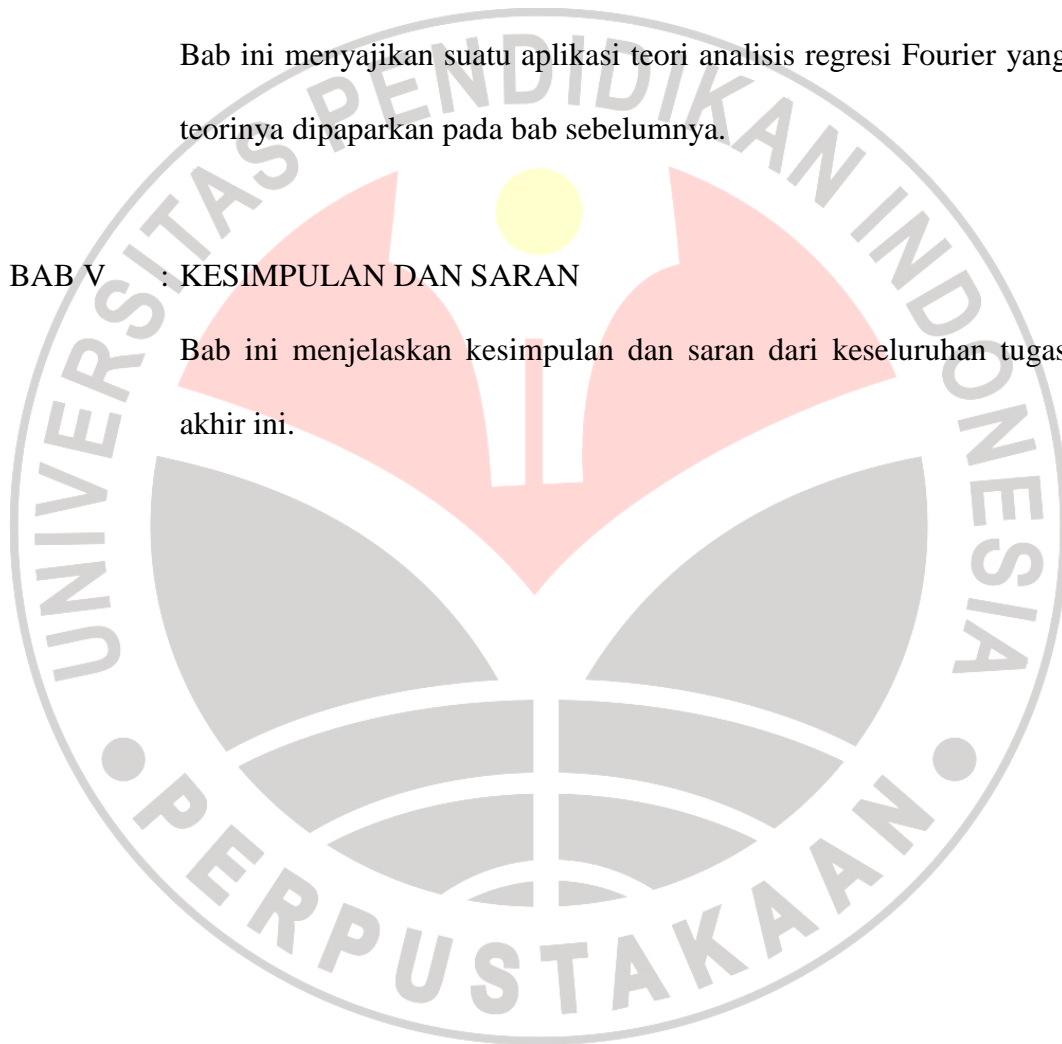 Bab ini menyajikan suatu aplikasi teori analisis regresi Fourier yang
teorinya dipaparkan pada bab sebelumnya.
BAB V : KESIMPULAN DAN SARAN
Bab ini menjelaskan kesimpulan dan saran dari keseluruhan tugas
akhir ini.
UNIVERSITAS PENDIDIKAN INDONESIA
PERPUSTAKAAN